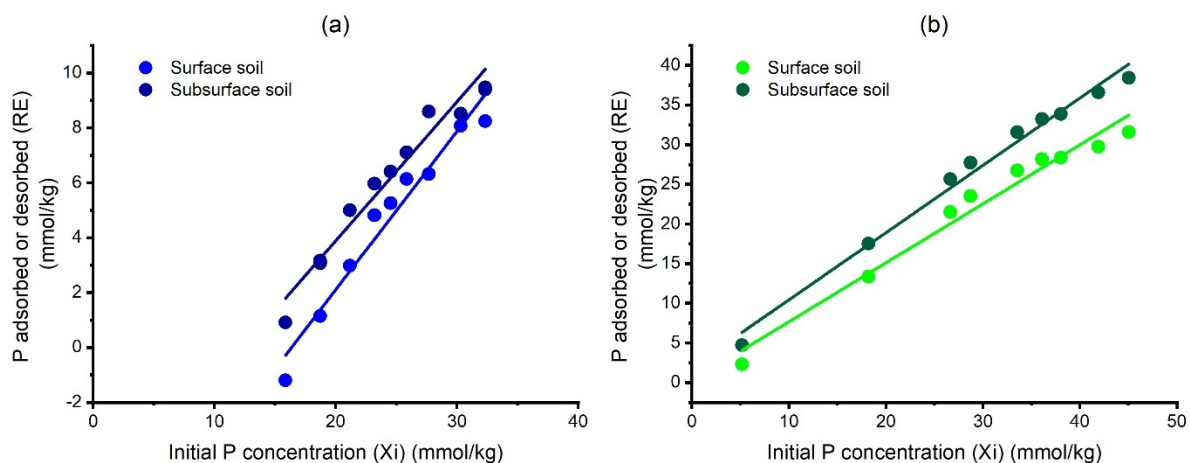 (a)
P adsorbed or desorbed (RE)
(mmol/kg)
10
8
6
4
2
0
-2
Surface soil
Subsurface soil
0
10
20
30
40
Initial P concentration (Xi) (mmol/kg)
(b)
P adsorbed or desorbed (RE)
(mmol/kg)
40
35
30
25
20
15
10
5
0
Surface soil
Subsurface soil
0
10
20
30
40
50
Initial P concentration (Xi) (mmol/kg)